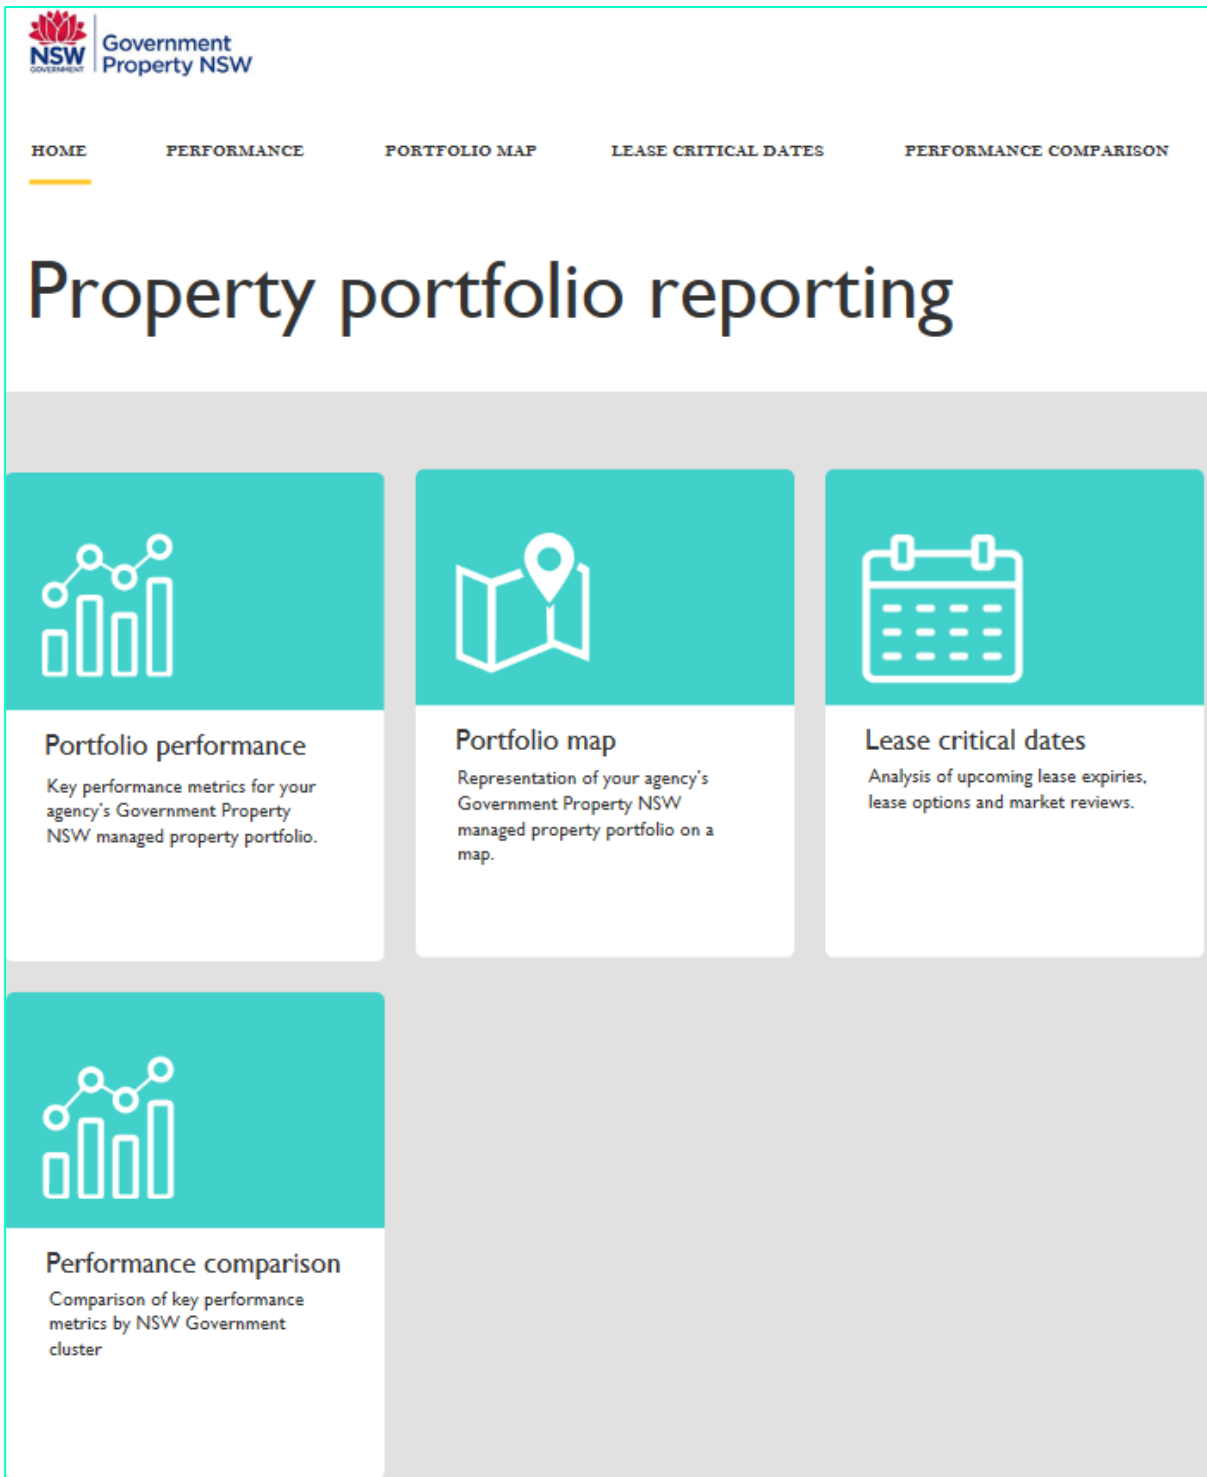 NSW
GOVERNMENT
Government
Property NSW
HOME PERFORMANCE PORTFOLIO MAP LEASE CRITICAL DATES PERFORMANCE COMPARISON
Property portfolio reporting
Portfolio performance
Key performance metrics for your
agency's Government Property
NSW managed property portfolio.
Portfolio map
Representation of your agency's
Government Property NSW
managed property portfolio on a
map.
Lease critical dates
Analysis of upcoming lease expiries,
lease options and market reviews.
Performance comparison
Comparison of key performance
metrics by NSW Government
cluster